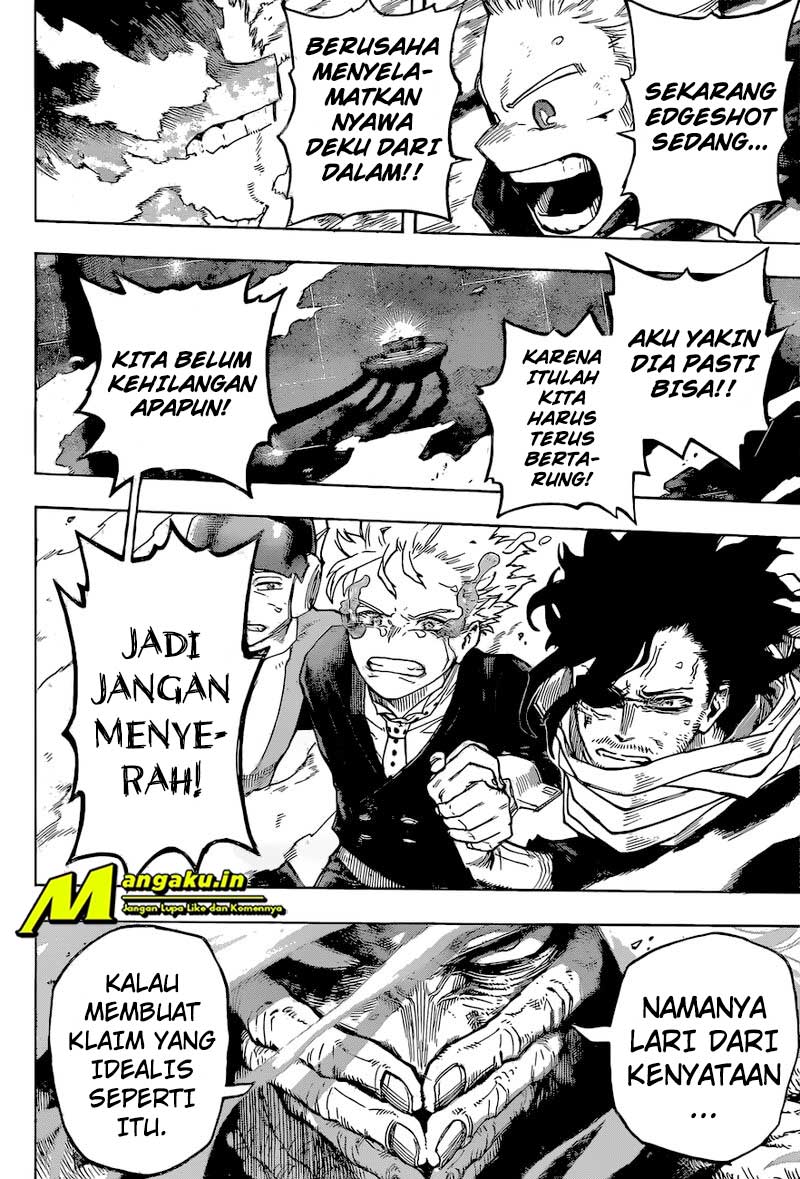 SEKARANG
EDGESHOT
SEDANG...
BERUSAHA
MENYELA-
MATKAN
NYAWA
DEKU DARI
DALAM!!
AKU YAKIN
DIA PASTI
BISA!!
KARENA
ITULAH
KITA
HARUS
TERUS
BERTA-
RUNG!
KITA BELUM
KEHILANGAN
APAPUN!
JADI
JANGAN
MENYE-
RAH!
Mangaku.in
Jangan Lupa Like dan Komennya
NAMANYA
LARI DARI
KENYATAAN
...
KALAU
MEMBUAT
KLAIM YANG
IDEALIS
SEPERTI
ITU.